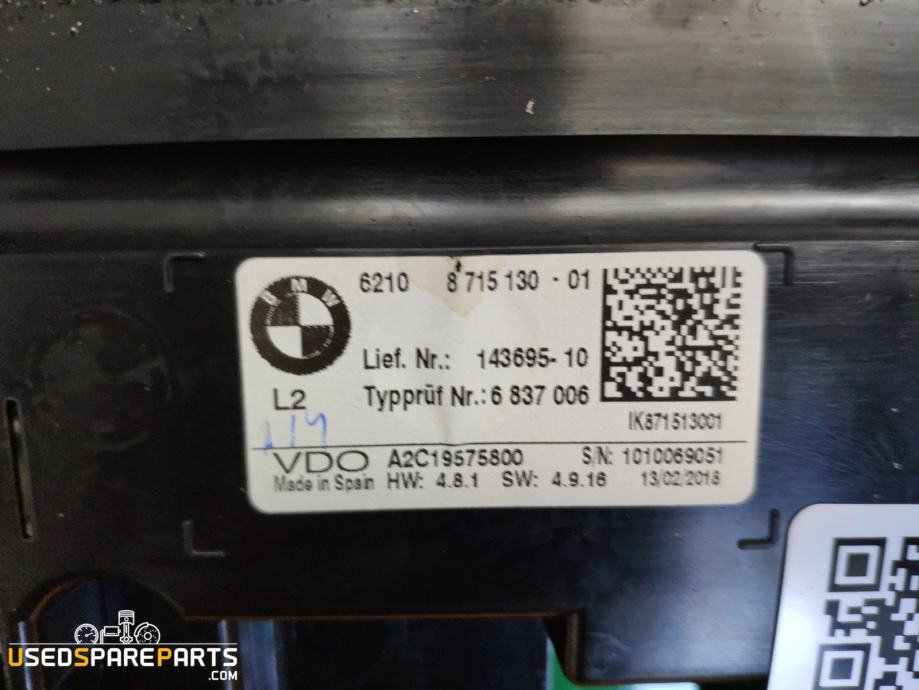 BMW
6210 8 715 130 - 01
Lief. Nr.: 143695-10
L2
Typprüf Nr.: 6 837 006
IK871513001
VDO A2C19575800 S/N: 1010069051
Made in Spain HW: 4.8.1 SW: 4.9.16 13/02/2018
USEDSPAREPARTS
.COM